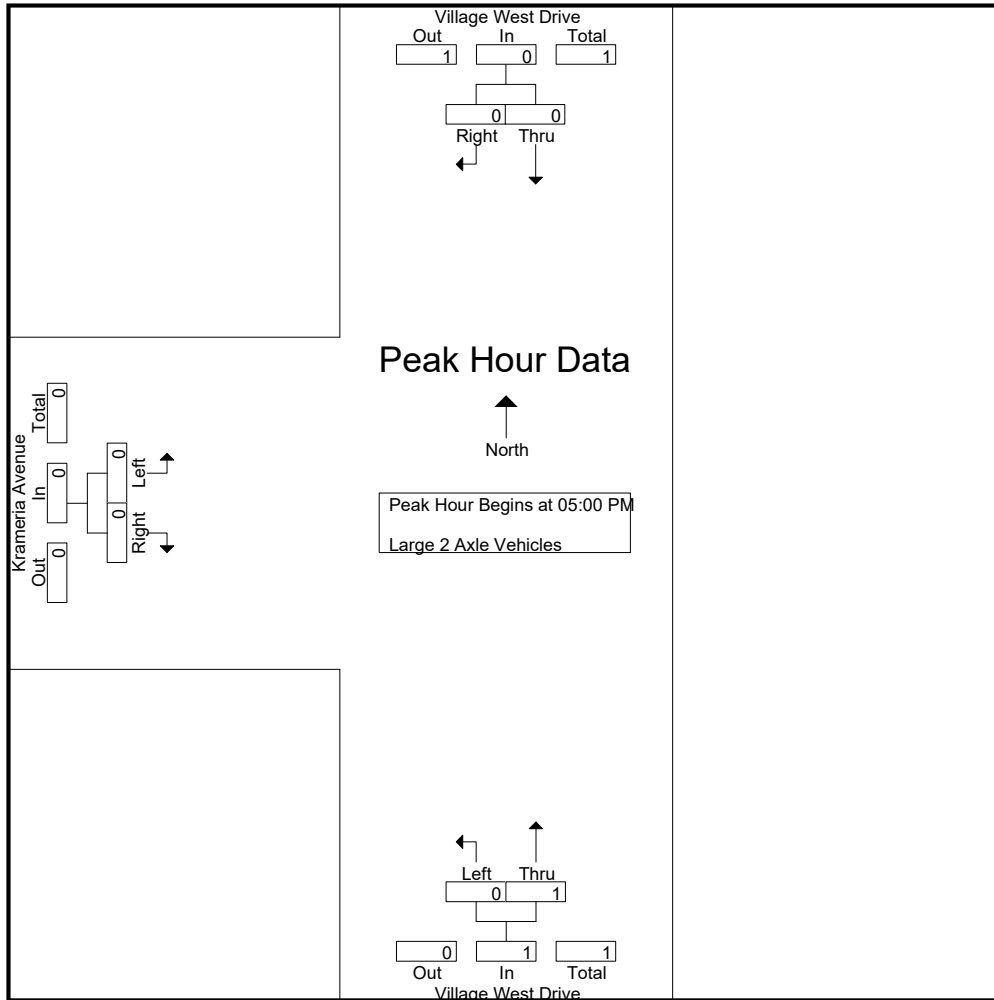 Village West Drive
Out In Total
1 0 1
0 0
Right Thru
Peak Hour Data
North
Peak Hour Begins at 05:00 PM
Large 2 Axle Vehicles
Krameria Avenue
Out In Total
0 0 0
0 0
Right Left
Left Thru
0 1
0 1 1
Out In Total
Village West Drive